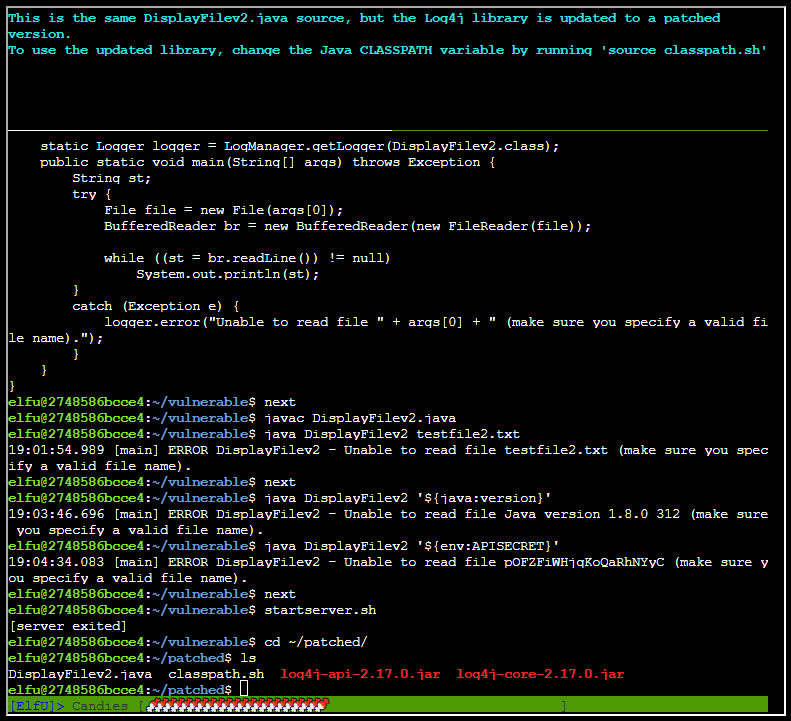 This is the same DisplayFilev2.java source, but the Log4j library is updated to a patched
version.
To use the updated library, change the Java CLASSPATH variable by running 'source classpath.sh'
static Logger logger = LogManager.getLogger(DisplayFilev2.class);
public static void main(String[] args) throws Exception {
String st;
try {
File file = new File(args[0]);
BufferedReader br = new BufferedReader(new FileReader(file));
while ((st = br.readLine()) != null)
System.out.println(st);
}
catch (Exception e) {
logger.error("Unable to read file " + args[0] + " (make sure you specify a valid fi
le name).");
}
}
}
elfu@2748586bcce4:~/vulnerable$ next
elfu@2748586bcce4:~/vulnerable$ javac DisplayFilev2.java
elfu@2748586bcce4:~/vulnerable$ java DisplayFilev2 testfile2.txt
19:01:54.989 [main] ERROR DisplayFilev2 - Unable to read file testfile2.txt (make sure you spec
ify a valid file name).
elfu@2748586bcce4:~/vulnerable$ next
elfu@2748586bcce4:~/vulnerable$ java DisplayFilev2 '${java:version}'
19:03:46.696 [main] ERROR DisplayFilev2 - Unable to read file Java version 1.8.0_312 (make sure
you specify a valid file name).
elfu@2748586bcce4:~/vulnerable$ java DisplayFilev2 '${env:APISECRET}'
19:04:34.083 [main] ERROR DisplayFilev2 - Unable to read file pOFZFiWHjqKoQaRhNYyC (make sure y
ou specify a valid file name).
elfu@2748586bcce4:~/vulnerable$ next
elfu@2748586bcce4:~/vulnerable$ startserver.sh
[server exited]
elfu@2748586bcce4:~/vulnerable$ cd ~/patched/
elfu@2748586bcce4:~/patched$ ls
DisplayFilev2.java classpath.sh log4j-api-2.17.0.jar log4j-core-2.17.0.jar
elfu@2748586bcce4:~/patched$
[ElfU]> Candies [ ]